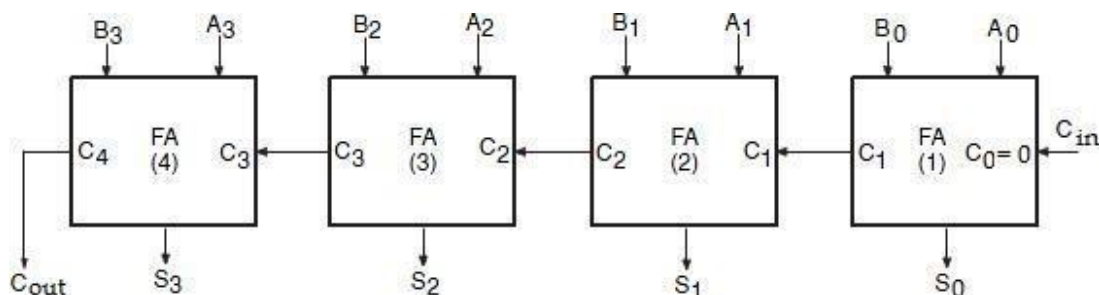 B3 A3 B2 A2 B1 A1 B0 A0
FA FA FA FA Cin
C4 C3 C3 C2 C2 C1 C1 C0= 0
(4) (3) (2) (1)
Cout S3 S2 S1 S0